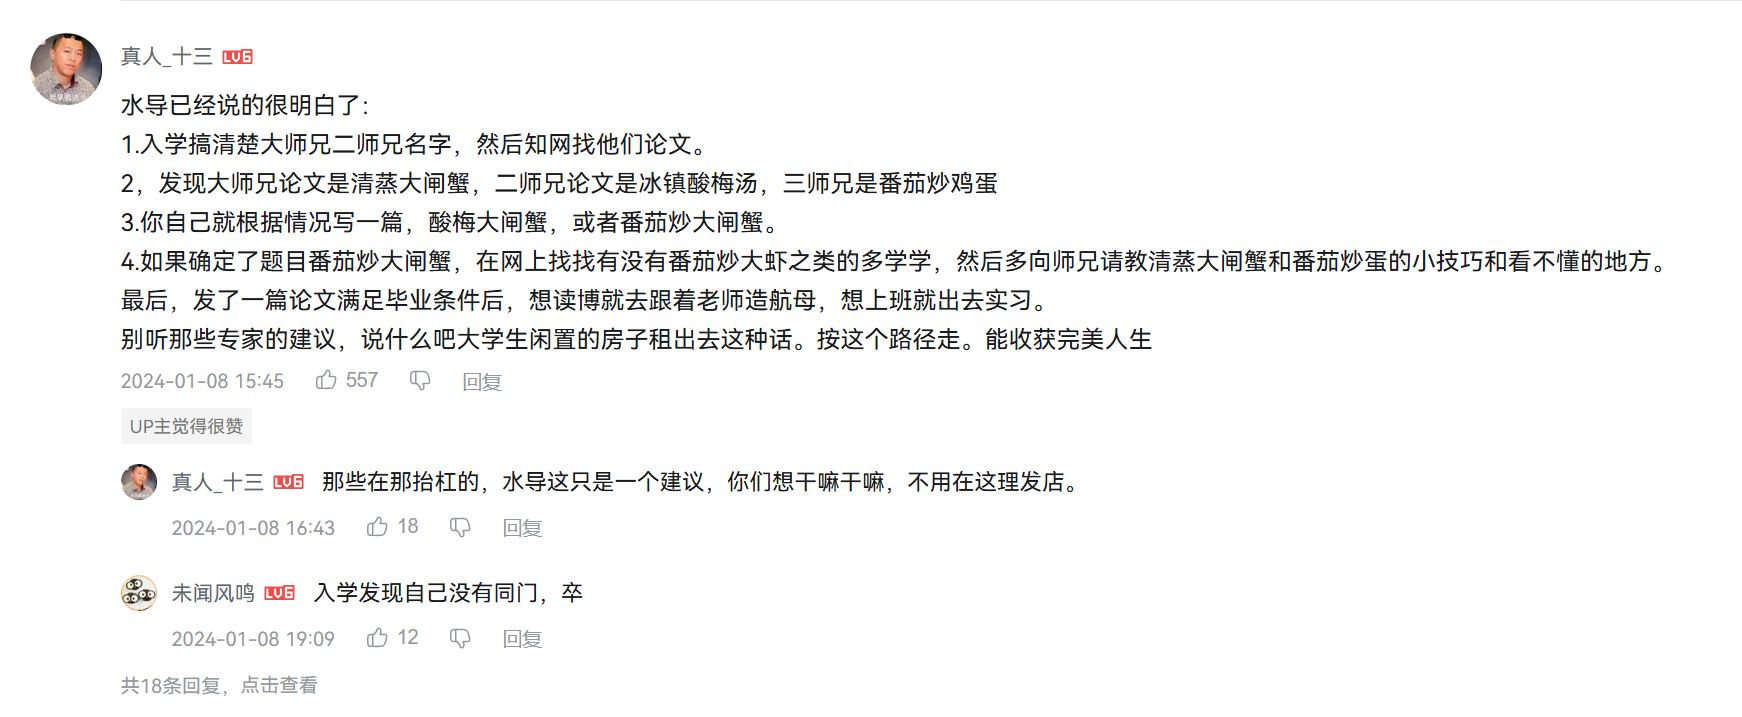 真人_十三 LV6
水导已经说的很明白了：
1.入学搞清楚大师兄二师兄名字，然后知网找他们论文。
2，发现大师兄论文是清蒸大闸蟹，二师兄论文是冰镇酸梅汤，三师兄是番茄炒鸡蛋
3.你自己就根据情况写一篇，酸梅大闸蟹，或者番茄炒大闸蟹。
4.如果确定了题目番茄炒大闸蟹，在网上找找有没有番茄炒大虾之类的多学学，然后多向师兄请教清蒸大闸蟹和番茄炒蛋的小技巧和看不懂的地方。
最后，发了一篇论文满足毕业条件后，想读博就去跟着老师造航母，想上班就出去实习。
别听那些专家的建议，说什么吧大学生闲置的房子租出去这种话。按这个路径走。能收获完美人生
2024-01-08 15:45 557 回复
UP主觉得很赞
真人_十三 LV6 那些在那抬杠的，水导这只是一个建议，你们想干嘛干嘛，不用在这理发店。
2024-01-08 16:43 18 回复
未闻风鸣 LV6 入学发现自己没有同门，卒
2024-01-08 19:09 12 回复
共18条回复，点击查看